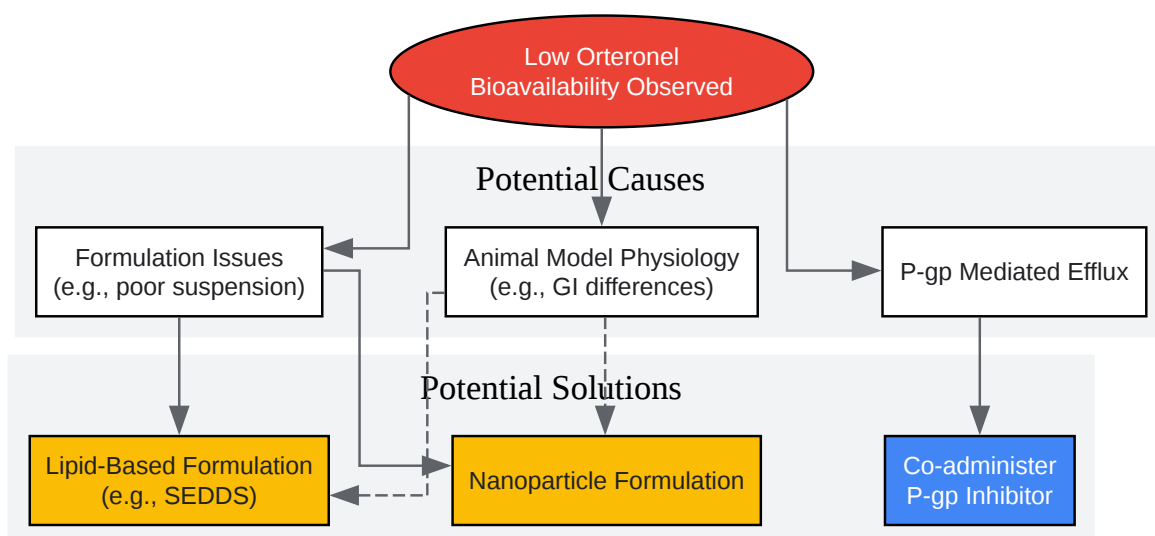 Low Orteronel
Bioavailability Observed
Potential Causes
Formulation Issues
(e.g., poor suspension)
Animal Model Physiology
(e.g., GI differences)
P-gp Mediated Efflux
Potential Solutions
Lipid-Based Formulation
(e.g., SEDDS)
Nanoparticle Formulation
Co-administer
P-gp Inhibitor